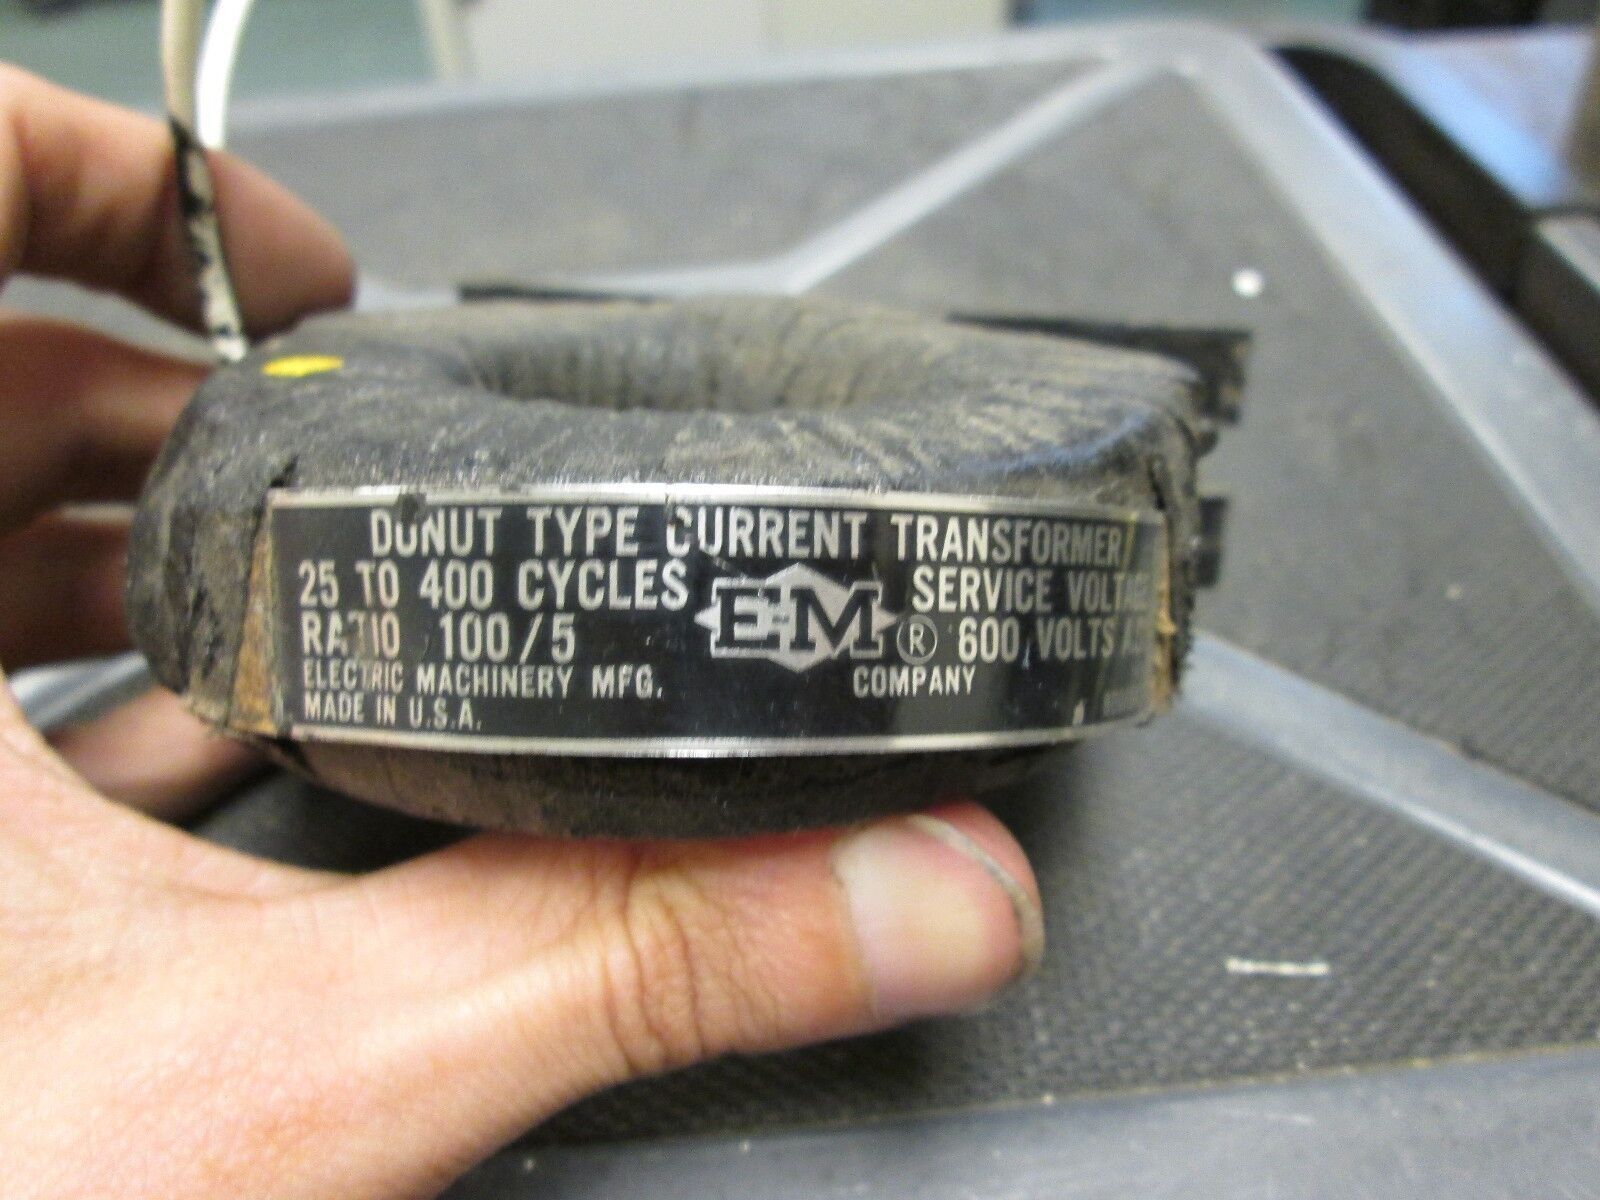 DONUT TYPE CURRENT TRANSFORMER
25 TO 400 CYCLES
RATIO 100/5
E-M ®
SERVICE VOLTAGE
600 VOLTS
ELECTRIC MACHINERY MFG. COMPANY
MADE IN U.S.A.